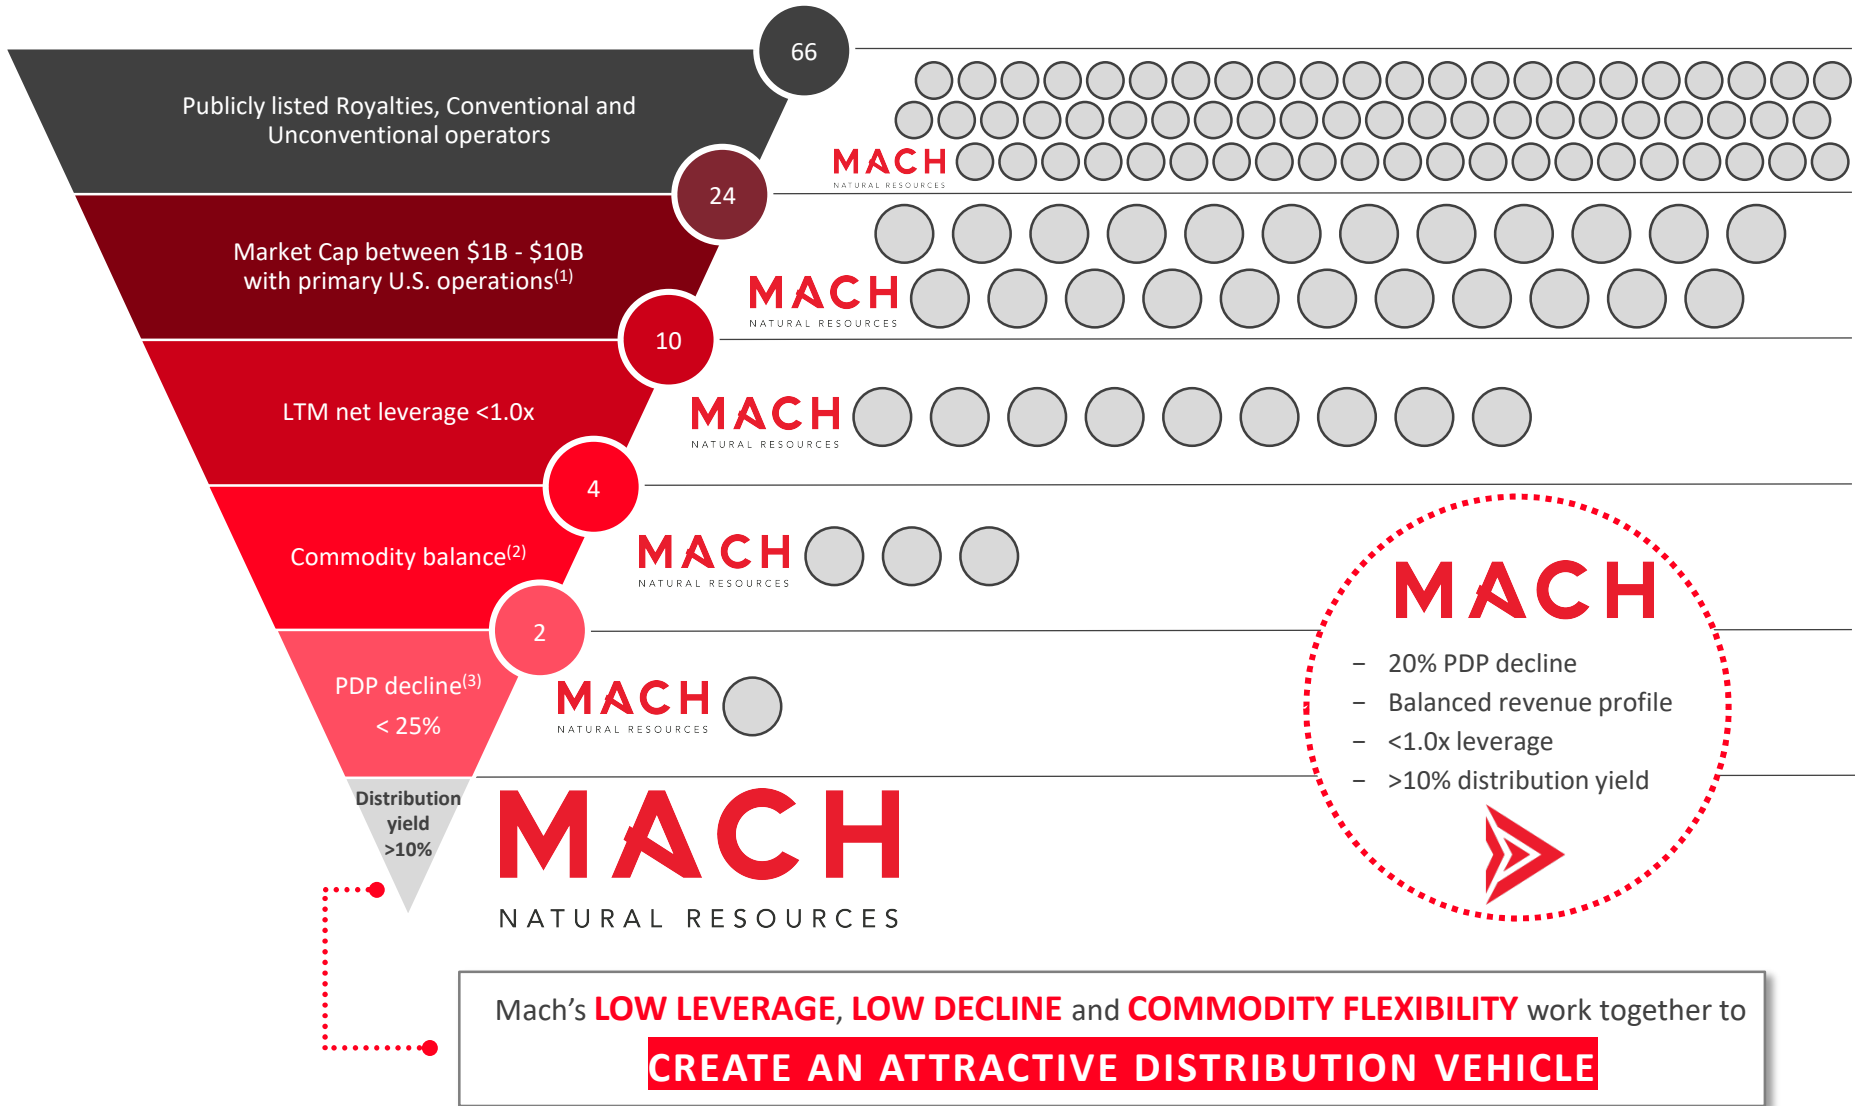 66
Publicly listed Royalties, Conventional and
Unconventional operators
MACH
NATURAL RESOURCES
24
Market Cap between $1B - $10B
with primary U.S. operations(1)
MACH
NATURAL RESOURCES
10
LTM net leverage <1.0x
MACH
NATURAL RESOURCES
4
Commodity balance(2)
MACH
NATURAL RESOURCES
2
PDP decline(3)
< 25%
MACH
NATURAL RESOURCES
Distribution
yield
>10%
MACH
NATURAL RESOURCES
MACH
– 20% PDP decline
– Balanced revenue profile
– <1.0x leverage
– >10% distribution yield
Mach's LOW LEVERAGE, LOW DECLINE and COMMODITY FLEXIBILITY work together to
CREATE AN ATTRACTIVE DISTRIBUTION VEHICLE